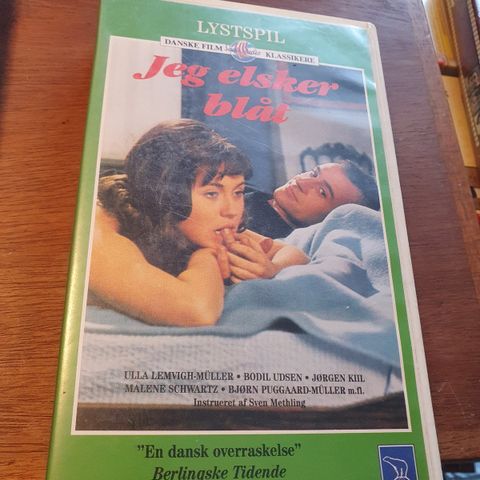 LYSTSPIL
DANSKE FILM KLASSIKERE
Jeg elsker
blåt
ULLA LEMVIGH-MÜLLER • BODIL UDSEN • JØRGEN KIIL
MALENE SCHWARTZ • BJØRN PUGGAARD-MÜLLER m.fl.
Instrueret af Sven Methling
"En dansk overraskelse"
Berlingske Tidende